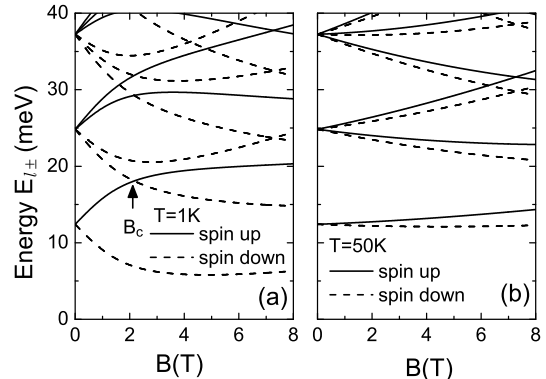 Energy E_{l±} (meV)
40
30
20
10
0
B_c
T=1K
spin up
spin down
(a)
0 2 4 6 8
B(T)
T=50K
spin up
spin down
(b)
0 2 4 6 8
B(T)